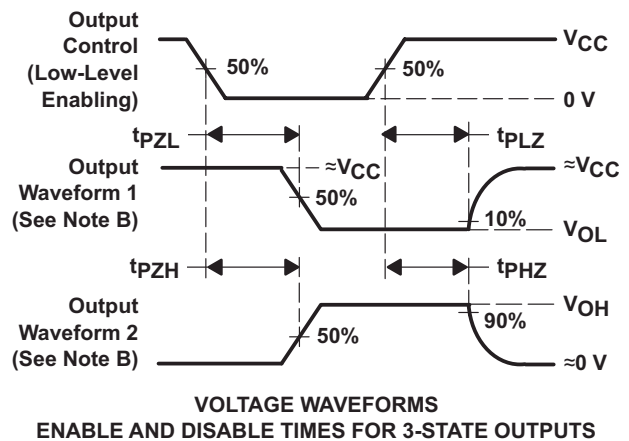 Output
Control
(Low-Level
Enabling)
50%
50%
VCC
0 V
tPZL
tPLZ
Output
Waveform 1
(See Note B)
≈VCC
50%
≈VCC
10%
VOL
tPZH
tPHZ
Output
Waveform 2
(See Note B)
50%
VOH
90%
≈0 V
VOLTAGE WAVEFORMS
ENABLE AND DISABLE TIMES FOR 3-STATE OUTPUTS